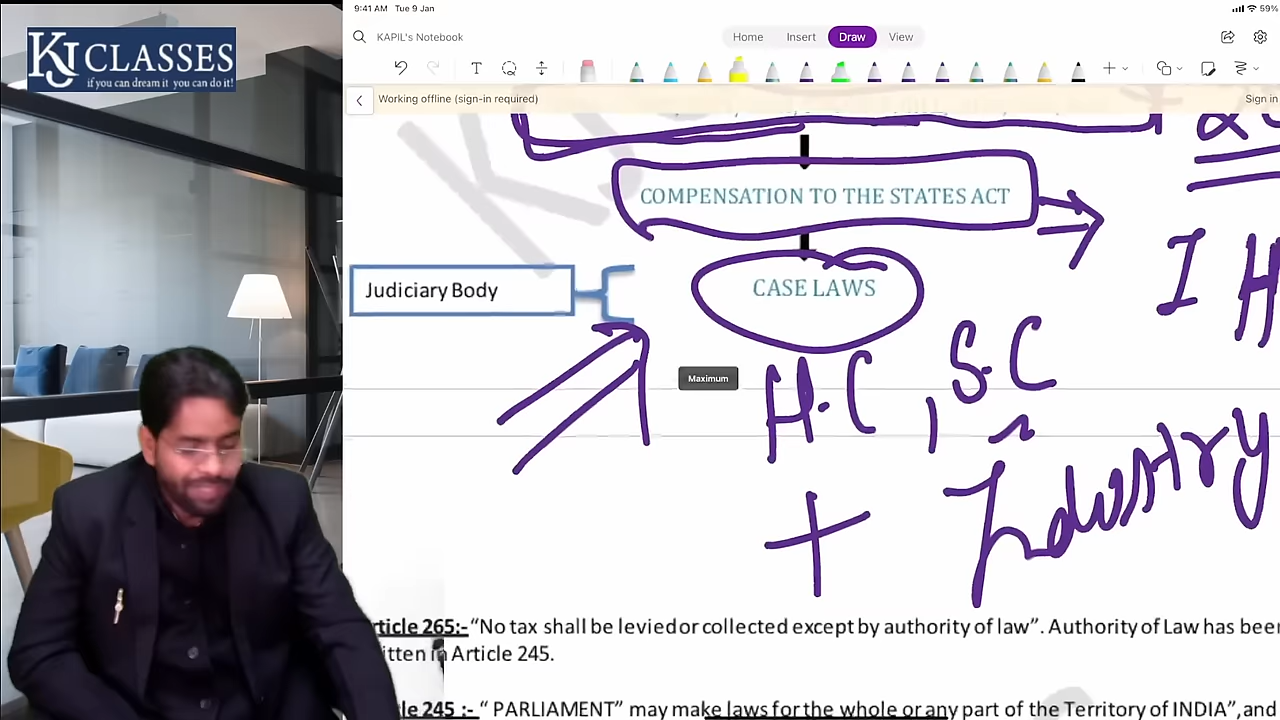 9:41 AM Tue 9 Jan
59%
KJ CLASSES
if you can dream it you can do it!
KAPIL's Notebook
Home Insert Draw View
Working offline (sign-in required)
Sign in
COMPENSATION TO THE STATES ACT
I H
Judiciary Body
CASE LAWS
Maximum
H.C , S.C
+ Industry
rticle 265:- “No tax shall be levied or collected except by authority of law”. Authority of Law has been
itten in Article 245.
le 245 :- “ PARLIAMENT” may make laws for the whole or any part of the Territory of INDIA”, and